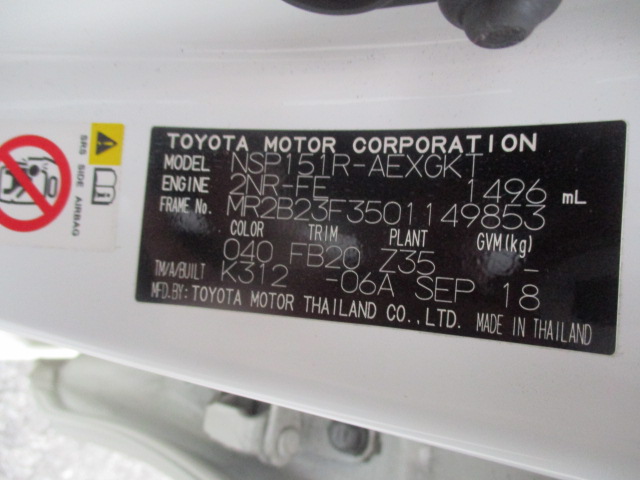 TOYOTA MOTOR CORPORATION
MODEL NSP151R-AEXGKT
ENGINE 2NR-FE 1496 mL
FRAME No. MR2B23F3501149853
COLOR TRIM PLANT GVM(kg)
040 FB20 Z35 -
TM/A/BUILT K312 -06A SEP 18
MFD.BY: TOYOTA MOTOR THAILAND CO.,LTD. MADE IN THAILAND
SRS SIDE AIRBAG